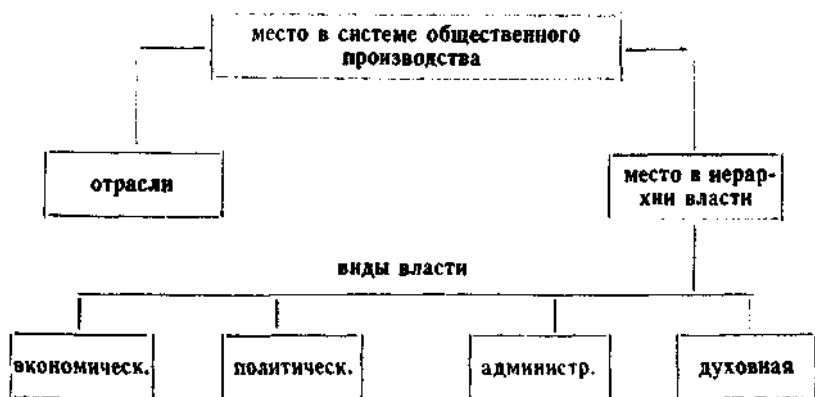 место в системе общественного
производства
отрасли
место в иерар-
хии власти
виды власти
экономическ.
политическ.
администр.
духовная